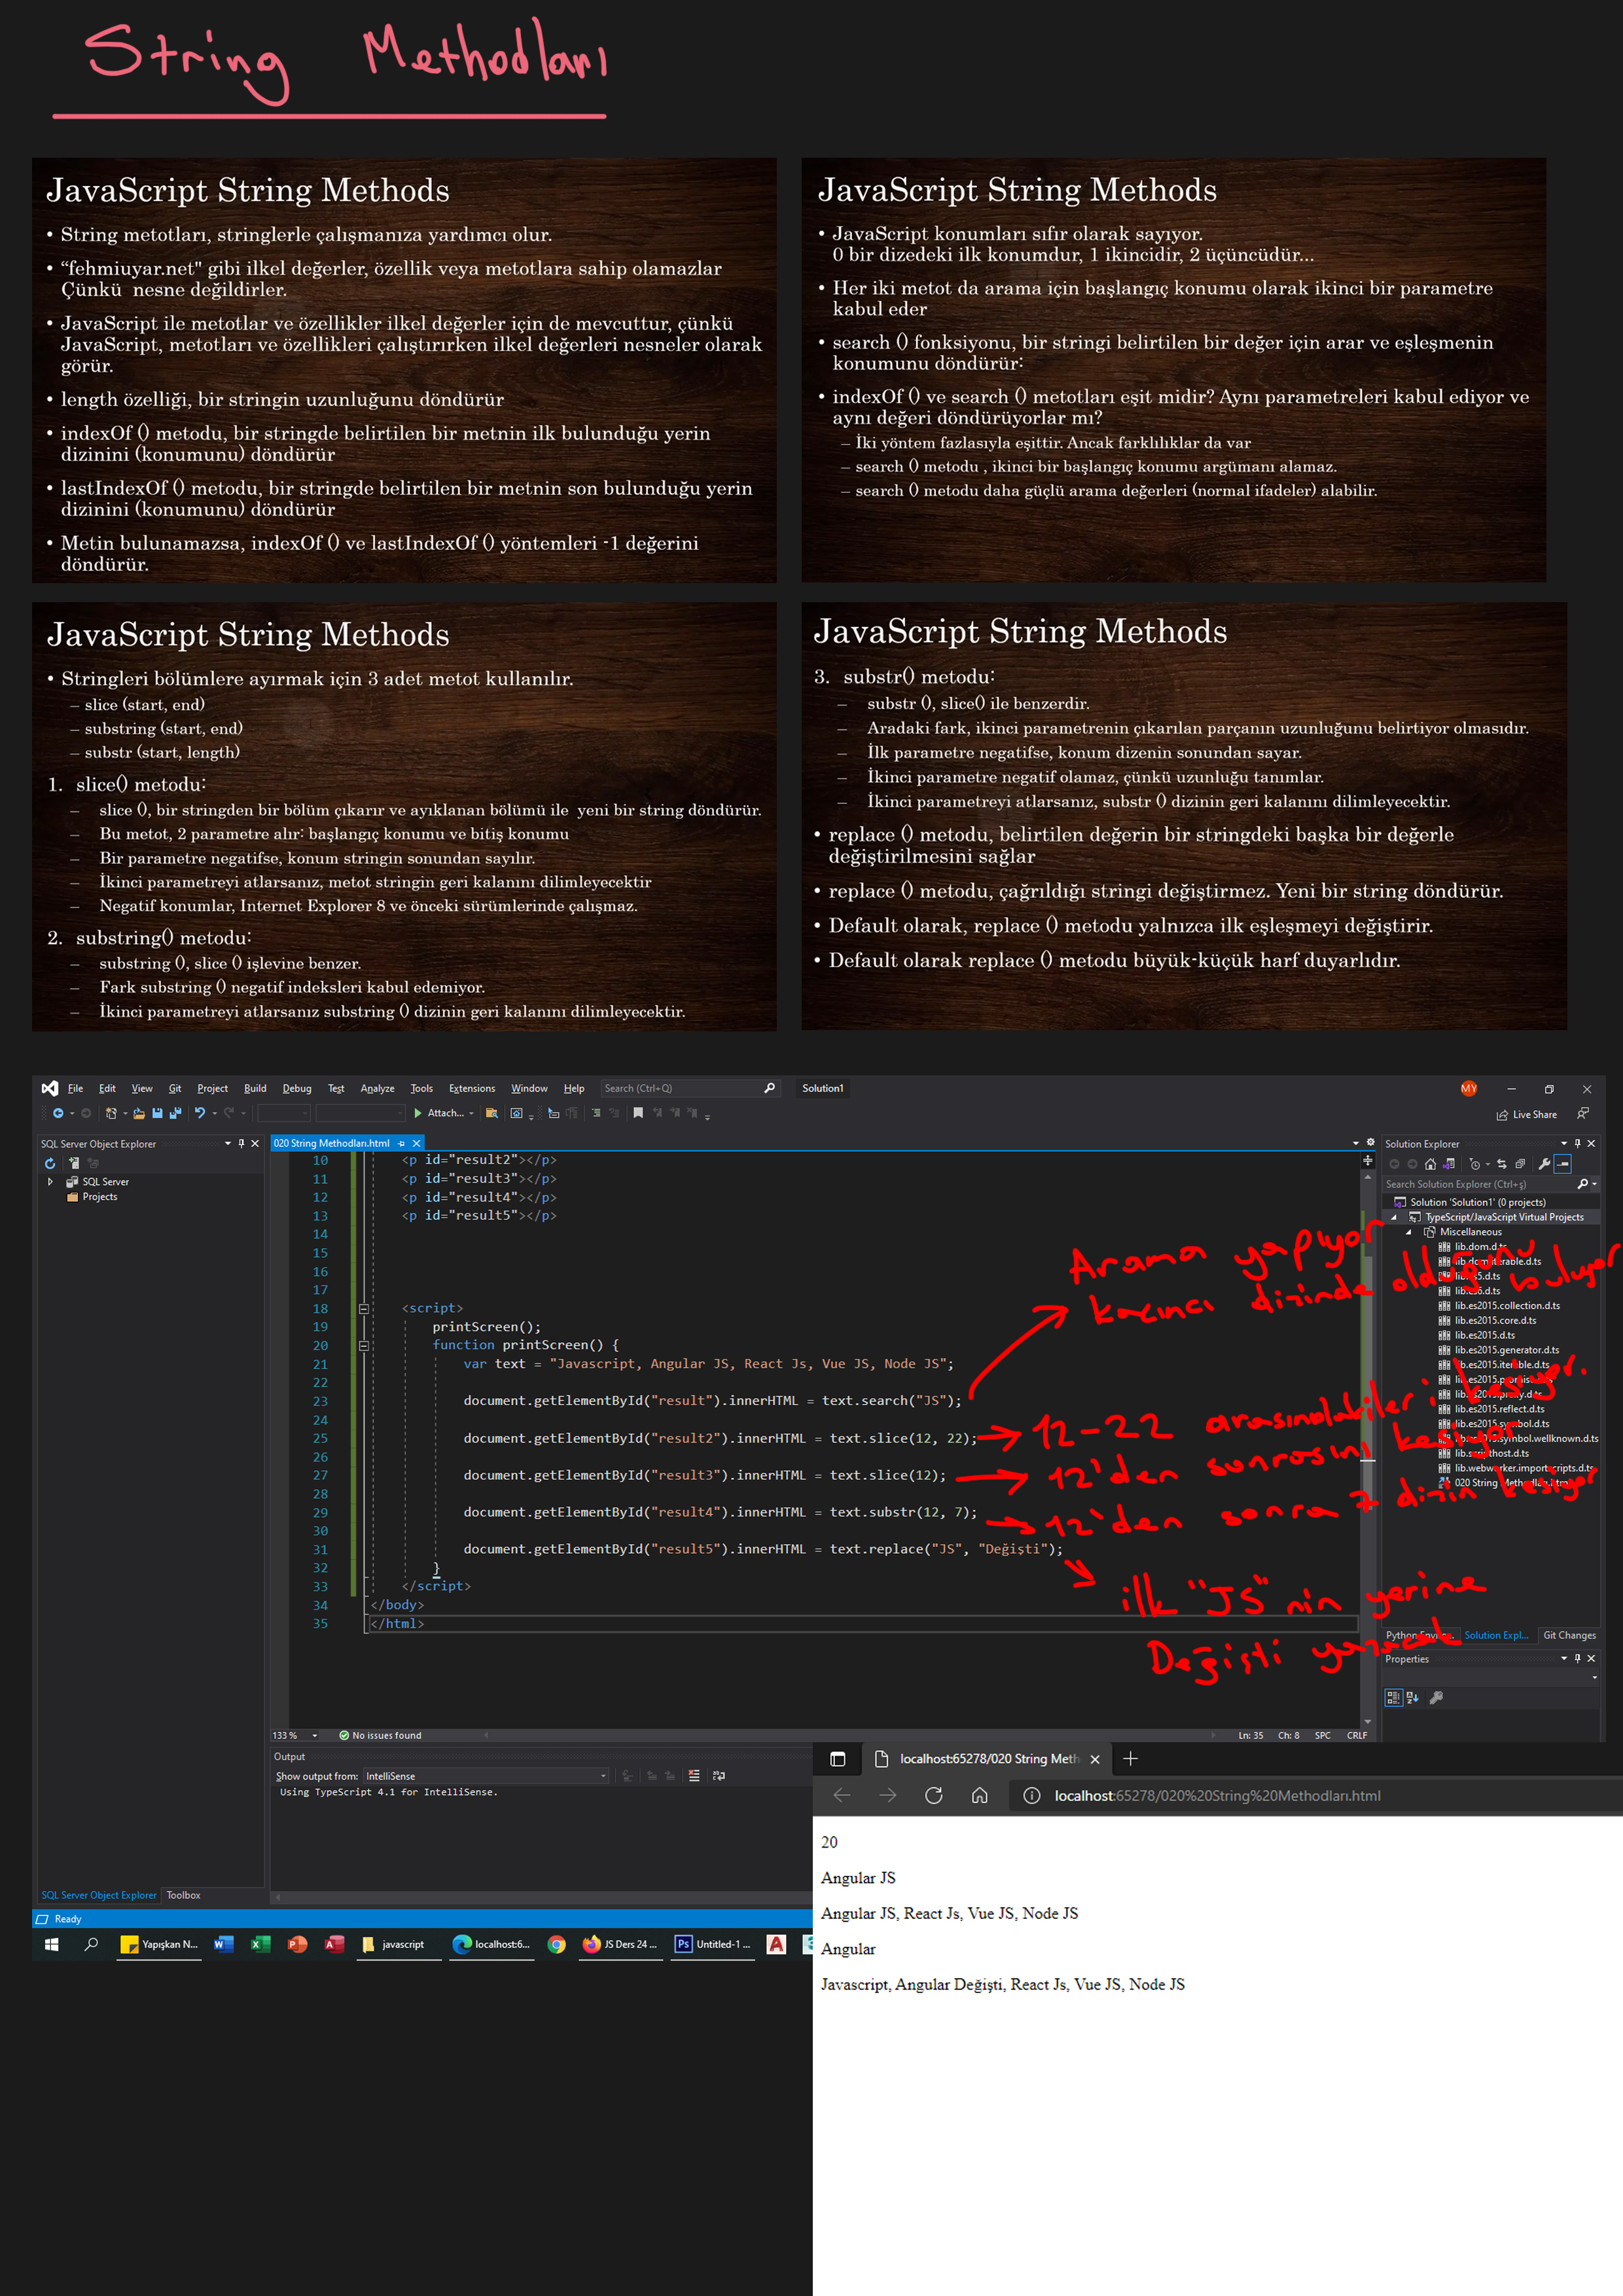 String Methodları
JavaScript String Methods
• String metotları, stringlerle çalışmanıza yardımcı olur.
• “fehmiuyar.net" gibi ilkel değerler, özellik veya metotlara sahip olamazlar
Çünkü nesne değildirler.
• JavaScript ile metotlar ve özellikler ilkel değerler için de mevcuttur, çünkü
JavaScript, metotları ve özellikleri çalıştırırken ilkel değerleri nesneler olarak
görür.
• length özelliği, bir stringin uzunluğunu döndürür
• indexOf () metodu, bir stringde belirtilen bir metnin ilk bulunduğu yerin
dizinini (konumunu) döndürür
• lastIndexOf () metodu, bir stringde belirtilen bir metnin son bulunduğu yerin
dizinini (konumunu) döndürür
• Metin bulunamazsa, indexOf () ve lastIndexOf () yöntemleri -1 değerini
döndürür.
JavaScript String Methods
• JavaScript konumları sıfır olarak sayıyor.
0 bir dizedeki ilk konumdur, 1 ikincidir, 2 üçüncüdür...
• Her iki metot da arama için başlangıç konumu olarak ikinci bir parametre
kabul eder
• search () fonksiyonu, bir stringi belirtilen bir değer için arar ve eşleşmenin
konumunu döndürür:
• indexOf () ve search () metotları eşit midir? Aynı parametreleri kabul ediyor ve
aynı değeri döndürüyorlar mı?
– İki yöntem fazlasıyla eşittir. Ancak farklılıklar da var
– search () metodu , ikinci bir başlangıç konumu argümanı alamaz.
– search () metodu daha güçlü arama değerleri (normal ifadeler) alabilir.
JavaScript String Methods
• Stringleri bölümlere ayırmak için 3 adet metot kullanılır.
– slice (start, end)
– substring (start, end)
– substr (start, length)
1. slice() metodu:
– slice (), bir stringden bir bölüm çıkarır ve ayıklanan bölümü ile yeni bir string döndürür.
– Bu metot, 2 parametre alır: başlangıç konumu ve bitiş konumu
– Bir parametre negatifse, konum stringin sonundan sayılır.
– İkinci parametreyi atlarsanız, metot stringin geri kalanını dilimleyecektir
– Negatif konumlar, Internet Explorer 8 ve önceki sürümlerinde çalışmaz.
2. substring() metodu:
– substring (), slice () işlevine benzer.
– Fark substring () negatif indeksleri kabul edemiyor.
– İkinci parametreyi atlarsanız substring () dizinin geri kalanını dilimleyecektir.
JavaScript String Methods
3. substr() metodu:
– substr (), slice() ile benzerdir.
– Aradaki fark, ikinci parametrenin çıkarılan parçanın uzunluğunu belirtiyor olmasıdır.
– İlk parametre negatifse, konum dizenin sonundan sayar.
– İkinci parametre negatif olamaz, çünkü uzunluğu tanımlar.
– İkinci parametreyi atlarsanız, substr () dizinin geri kalanını dilimleyecektir.
• replace () metodu, belirtilen değerin bir stringdeki başka bir değerle
değiştirilmesini sağlar
• replace () metodu, çağrıldığı stringi değiştirmez. Yeni bir string döndürür.
• Default olarak, replace () metodu yalnızca ilk eşleşmeyi değiştirir.
• Default olarak replace () metodu büyük-küçük harf duyarlıdır.
File Edit View Git Project Build Debug Test Analyze Tools Extensions Window Help Search (Ctrl+Q) Solution1 MY
Attach... Live Share
SQL Server Object Explorer
SQL Server
Projects
020 String Methodları.html
10 <p id="result2"></p>
11 <p id="result3"></p>
12 <p id="result4"></p>
13 <p id="result5"></p>
14
15
16
17
18 <script>
19 printScreen();
20 function printScreen() {
21 var text = "Javascript, Angular JS, React Js, Vue JS, Node JS";
22
23 document.getElementById("result").innerHTML = text.search("JS");
24
25 document.getElementById("result2").innerHTML = text.slice(12, 22);
26
27 document.getElementById("result3").innerHTML = text.slice(12);
28
29 document.getElementById("result4").innerHTML = text.substr(12, 7);
30
31 document.getElementById("result5").innerHTML = text.replace("JS", "Değişti");
32 }
33 </script>
34 </body>
35 </html>
Arama yapıyor
kaçıncı dizinde olduğunu buluyor
12-22 arasındakileri kesiyor.
12'den sonrasını kesiyor
12'den sonra 7 dizin kesiyor
ilk "JS"nin yerine
Değişti yazacak
Solution Explorer
Search Solution Explorer (Ctrl+ş)
Solution 'Solution1' (0 projects)
TypeScript/JavaScript Virtual Projects
Miscellaneous
lib.dom.d.ts
lib.dom.iterable.d.ts
lib.es5.d.ts
lib.es6.d.ts
lib.es2015.collection.d.ts
lib.es2015.core.d.ts
lib.es2015.d.ts
lib.es2015.generator.d.ts
lib.es2015.iterable.d.ts
lib.es2015.promise.d.ts
lib.es2015.proxy.d.ts
lib.es2015.reflect.d.ts
lib.es2015.symbol.d.ts
lib.es2015.symbol.wellknown.d.ts
lib.scripthost.d.ts
lib.webworker.importscripts.d.ts
020 String Methodları.html
Solution Expl... Git Changes
Properties
133 % No issues found Ln: 35 Ch: 8 SPC CRLF
Output
Show output from: IntelliSense
Using TypeScript 4.1 for IntelliSense.
SQL Server Object Explorer Toolbox
Ready
Yapışkan N... javascript localhost:6... JS Ders 24 ... Untitled-1 ...
localhost:65278/020 String Meth
localhost:65278/020%20String%20Methodları.html
20
Angular JS
Angular JS, React Js, Vue JS, Node JS
Angular
Javascript, Angular Değişti, React Js, Vue JS, Node JS